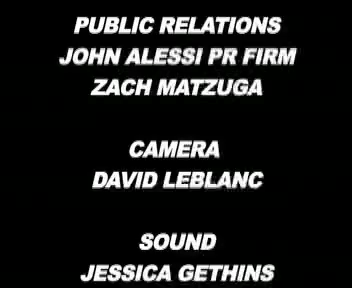 PUBLIC RELATIONS
JOHN ALESSI PR FIRM
ZACH MATZUGA
CAMERA
DAVID LEBLANC
SOUND
JESSICA GETHINS